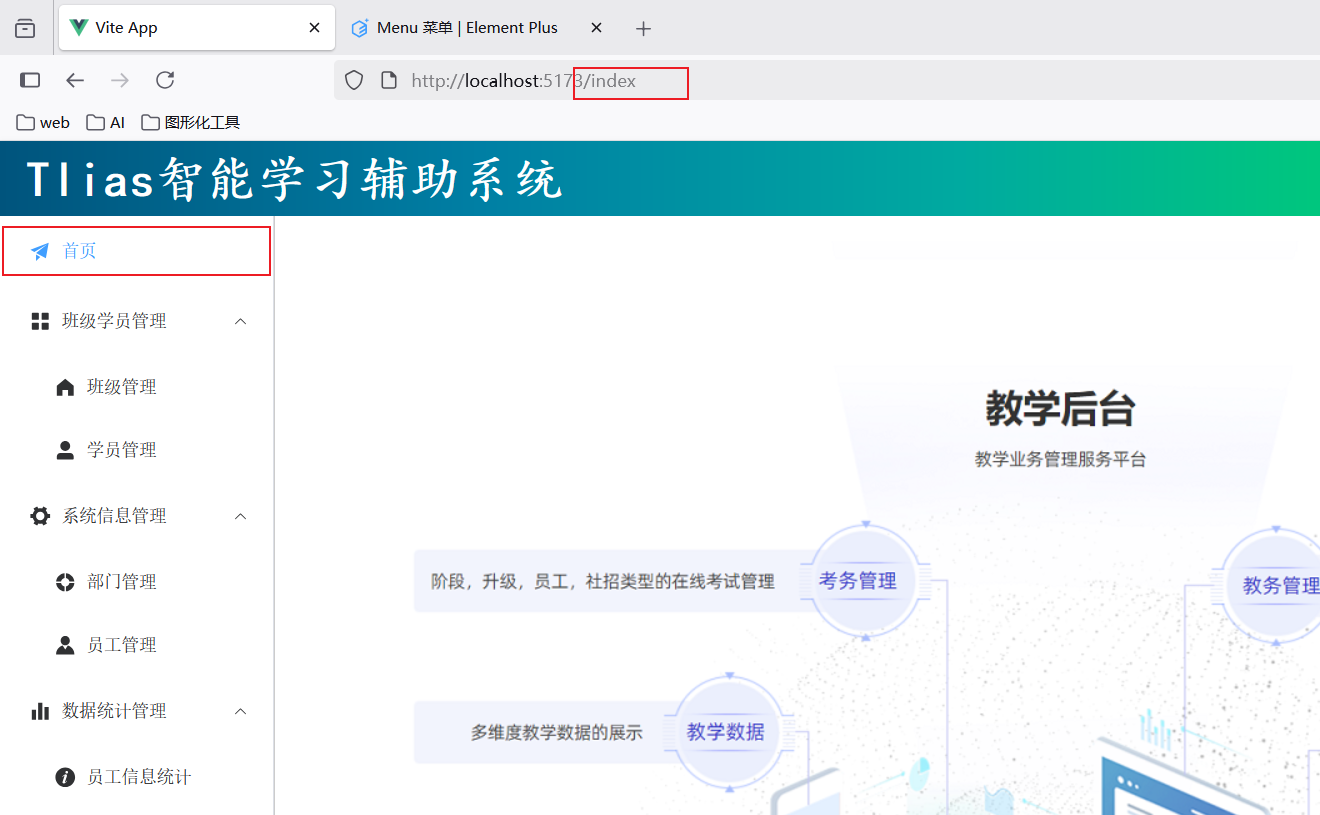 Vite App
Menu 菜单 | Element Plus
http://localhost:5173/index
web AI 图形化工具
Tlias智能学习辅助系统
首页
班级学员管理
班级管理
学员管理
系统信息管理
部门管理
员工管理
数据统计管理
员工信息统计
教学后台
教学业务管理服务平台
阶段，升级，员工，社招类型的在线考试管理
考务管理
教务管理
多维度教学数据的展示
教学数据